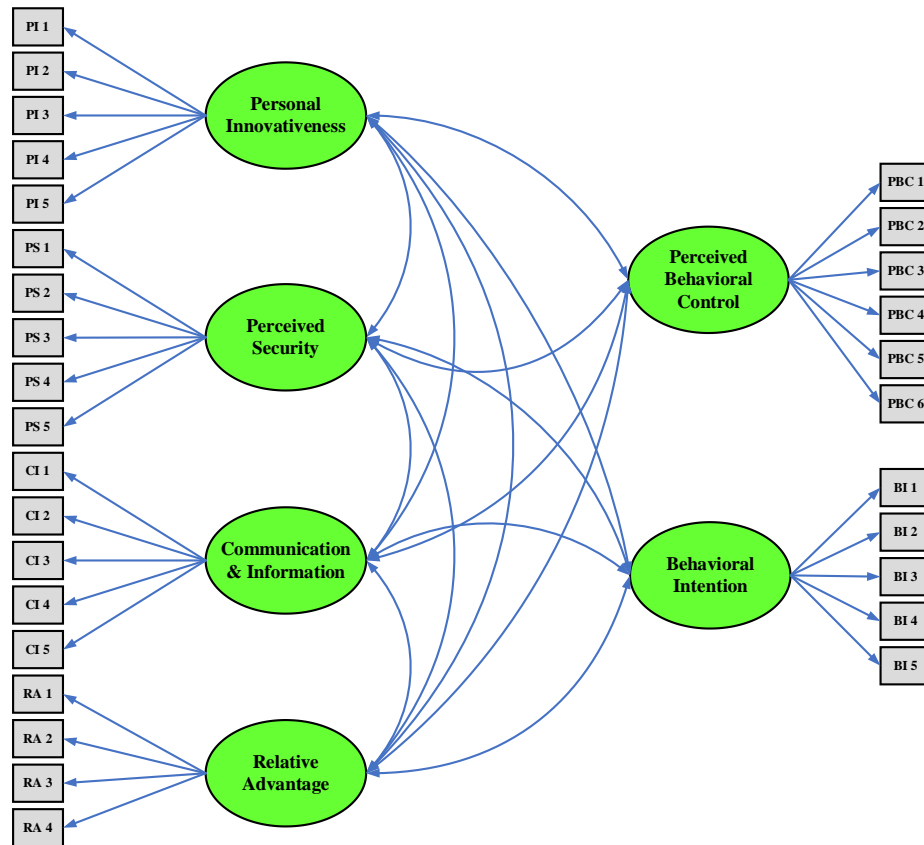 PI 1
PI 2
PI 3
PI 4
PI 5
PS 1
PS 2
PS 3
PS 4
PS 5
CI 1
CI 2
CI 3
CI 4
CI 5
RA 1
RA 2
RA 3
RA 4
Personal
Innovativeness
Perceived
Security
Communication
& Information
Relative
Advantage
Perceived
Behavioral
Control
Behavioral
Intention
PBC 1
PBC 2
PBC 3
PBC 4
PBC 5
PBC 6
BI 1
BI 2
BI 3
BI 4
BI 5